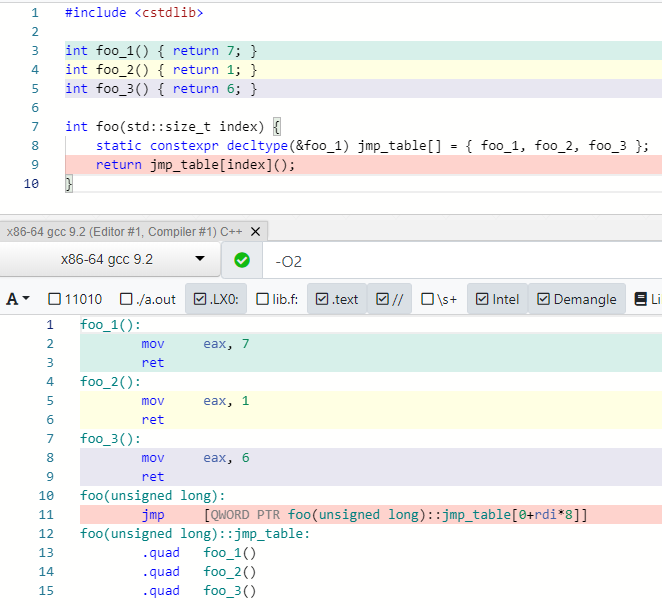 1 #include <cstdlib>
2
3 int foo_1() { return 7; }
4 int foo_2() { return 1; }
5 int foo_3() { return 6; }
6
7 int foo(std::size_t index) {
8     static constexpr decltype(&foo_1) jmp_table[] = { foo_1, foo_2, foo_3 };
9     return jmp_table[index]();
10 }
x86-64 gcc 9.2 (Editor #1, Compiler #1) C++ ✕
x86-64 gcc 9.2 -O2
A 11010 ./a.out .LX0: lib.f: .text // \s+ Intel Demangle Li
1 foo_1():
2         mov     eax, 7
3         ret
4 foo_2():
5         mov     eax, 1
6         ret
7 foo_3():
8         mov     eax, 6
9         ret
10 foo(unsigned long):
11         jmp     [QWORD PTR foo(unsigned long)::jmp_table[0+rdi*8]]
12 foo(unsigned long)::jmp_table:
13         .quad   foo_1()
14         .quad   foo_2()
15         .quad   foo_3()